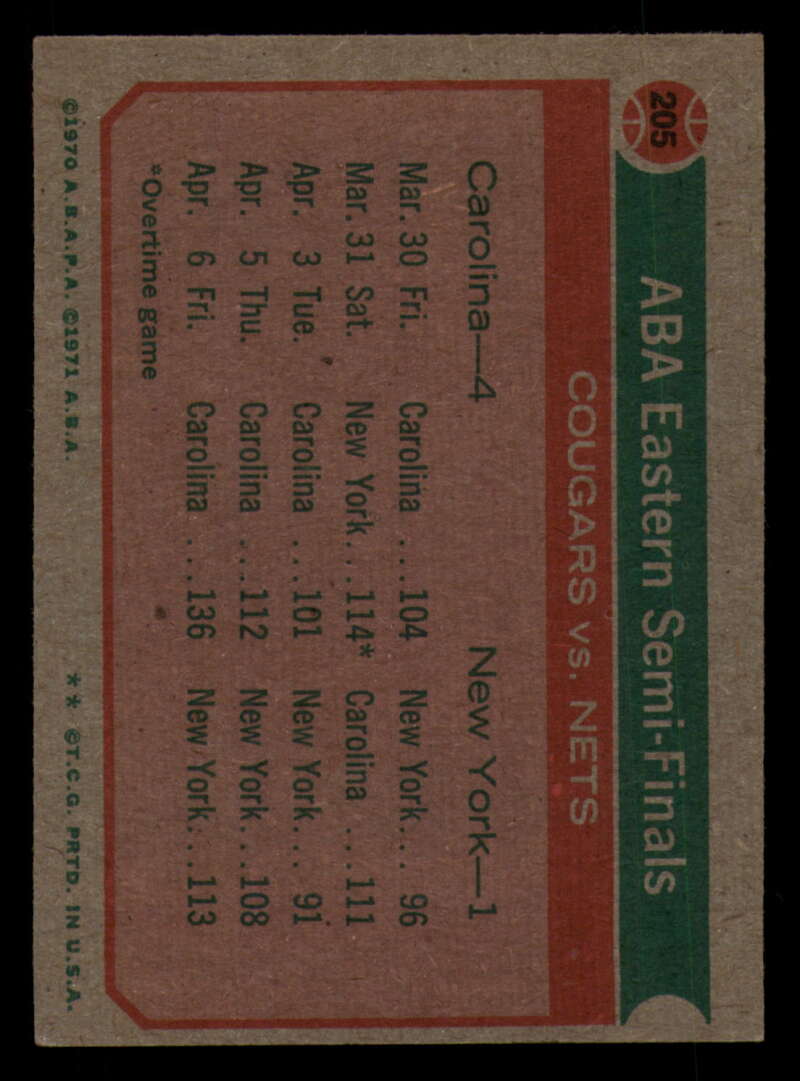 205
ABA Eastern Semi-Finals
COUGARS vs. NETS
Carolina—4 New York—1
Mar. 30 Fri. Carolina ...104 New York... 96
Mar. 31 Sat. New York...114* Carolina ...111
Apr. 3 Tue. Carolina ...101 New York... 91
Apr. 5 Thu. Carolina ...112 New York...108
Apr. 6 Fri. Carolina ...136 New York...113
*Overtime game
©1970 A.B.A.P.A. ©1971 A.B.A. ** ©T.C.G. PRTD. IN U.S.A.